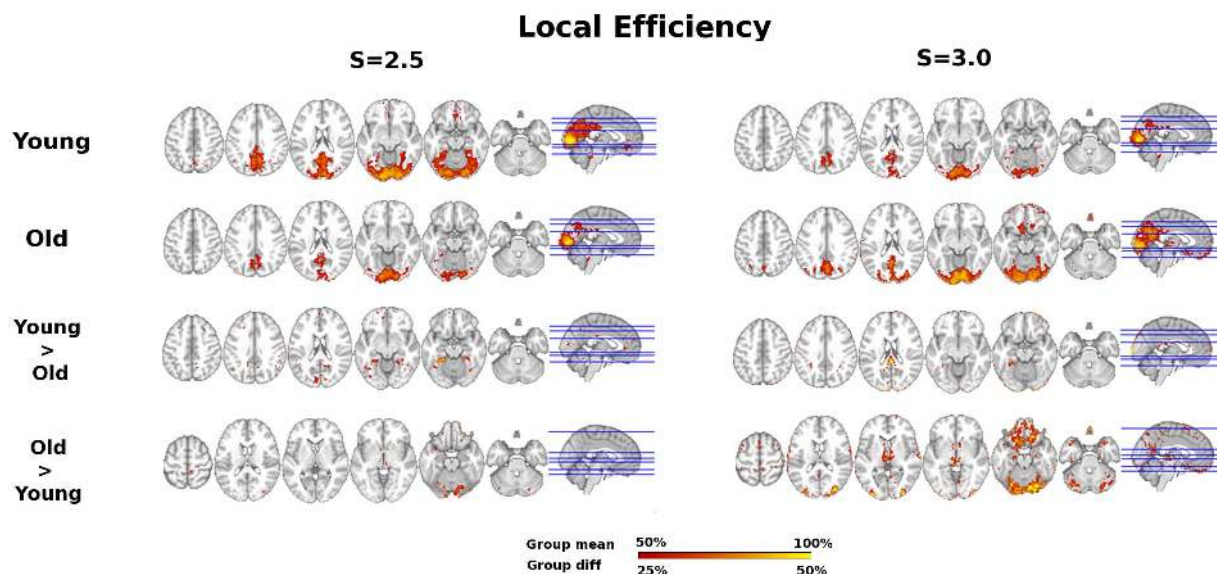 Local Efficiency
S=2.5
S=3.0
Young
Old
Young
>
Old
Old
>
Young
Group mean 50% 100%
Group diff 25% 50%